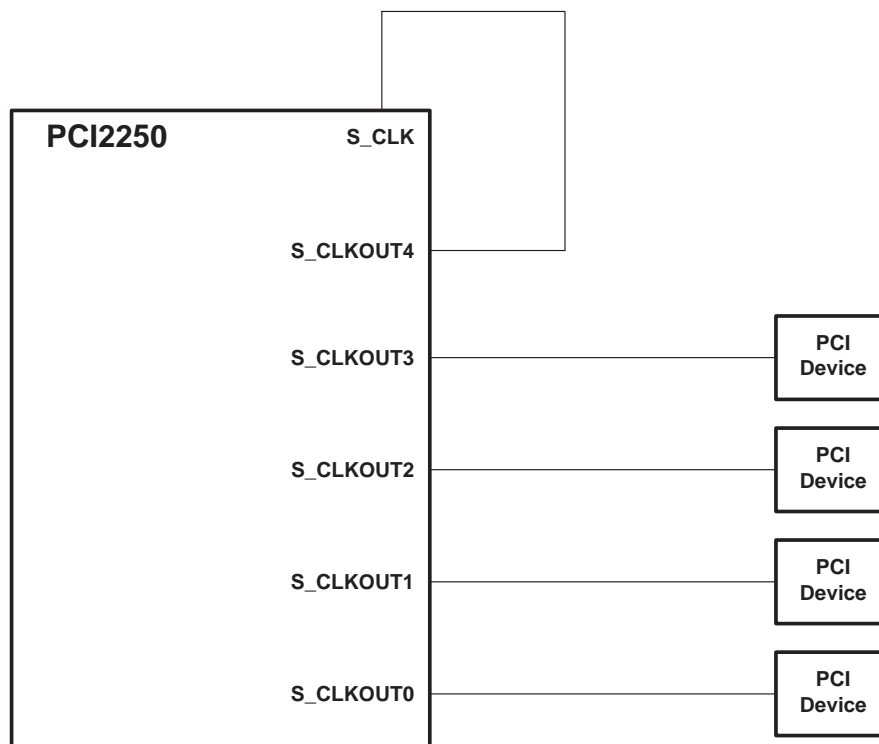 PCI2250
S_CLK
S_CLKOUT4
S_CLKOUT3
PCI
Device
S_CLKOUT2
PCI
Device
S_CLKOUT1
PCI
Device
S_CLKOUT0
PCI
Device